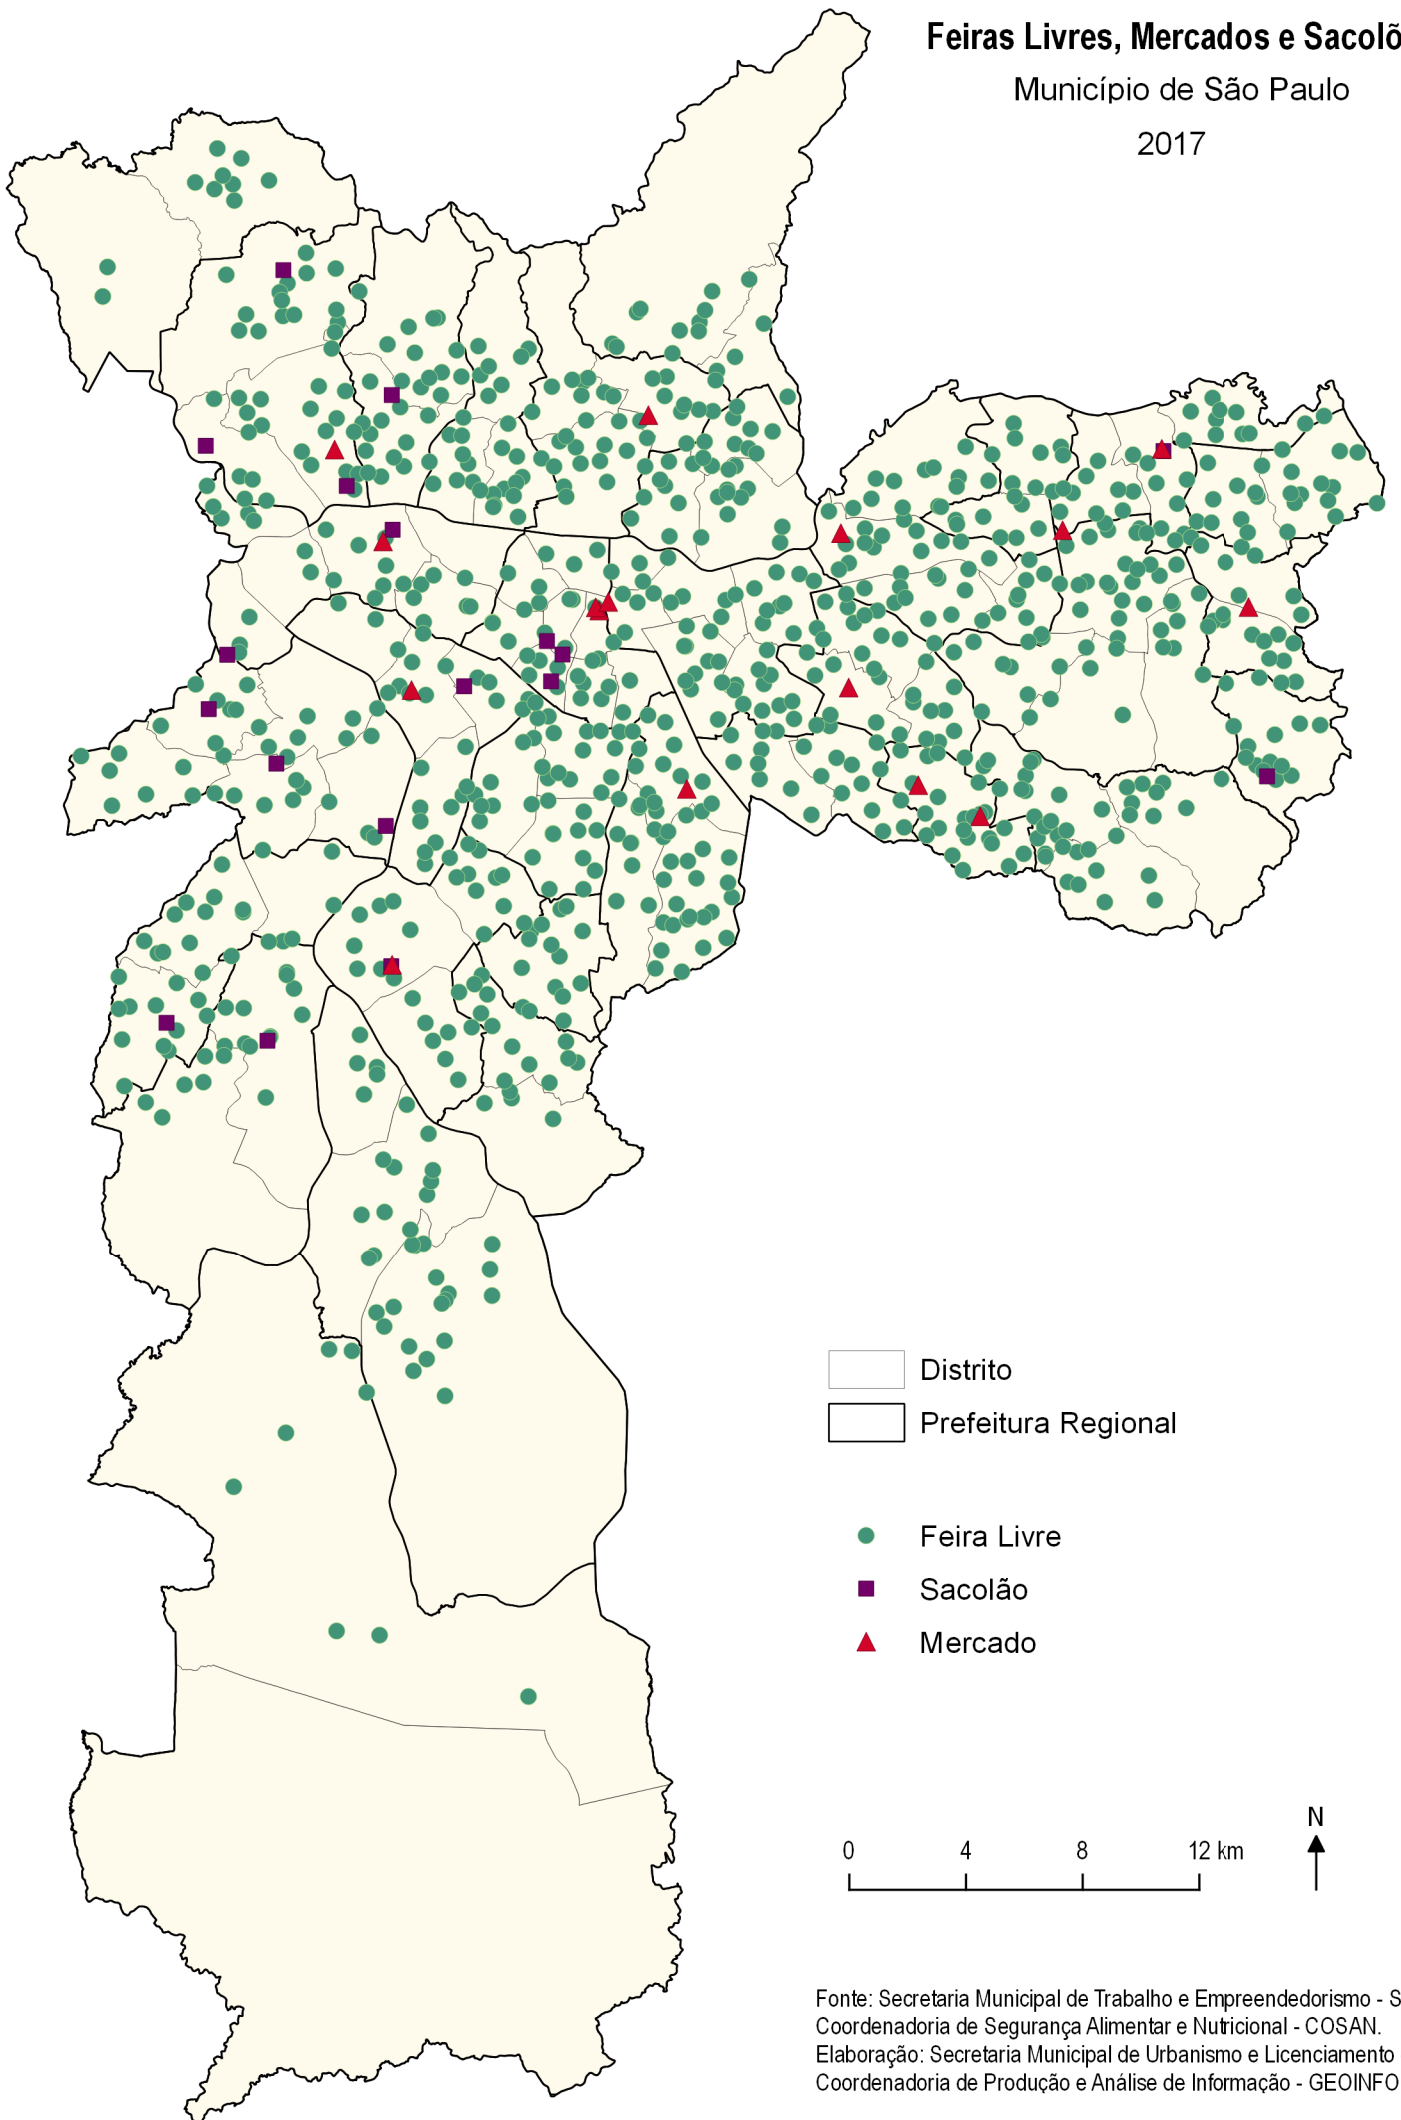 Feiras Livres, Mercados e Sacolõ
Município de São Paulo
2017
Distrito
Prefeitura Regional
Feira Livre
Sacolão
Mercado
N
0 4 8 12 km
Fonte: Secretaria Municipal de Trabalho e Empreendedorismo - S
Coordenadoria de Segurança Alimentar e Nutricional - COSAN.
Elaboração: Secretaria Municipal de Urbanismo e Licenciamento
Coordenadoria de Produção e Análise de Informação - GEOINFO